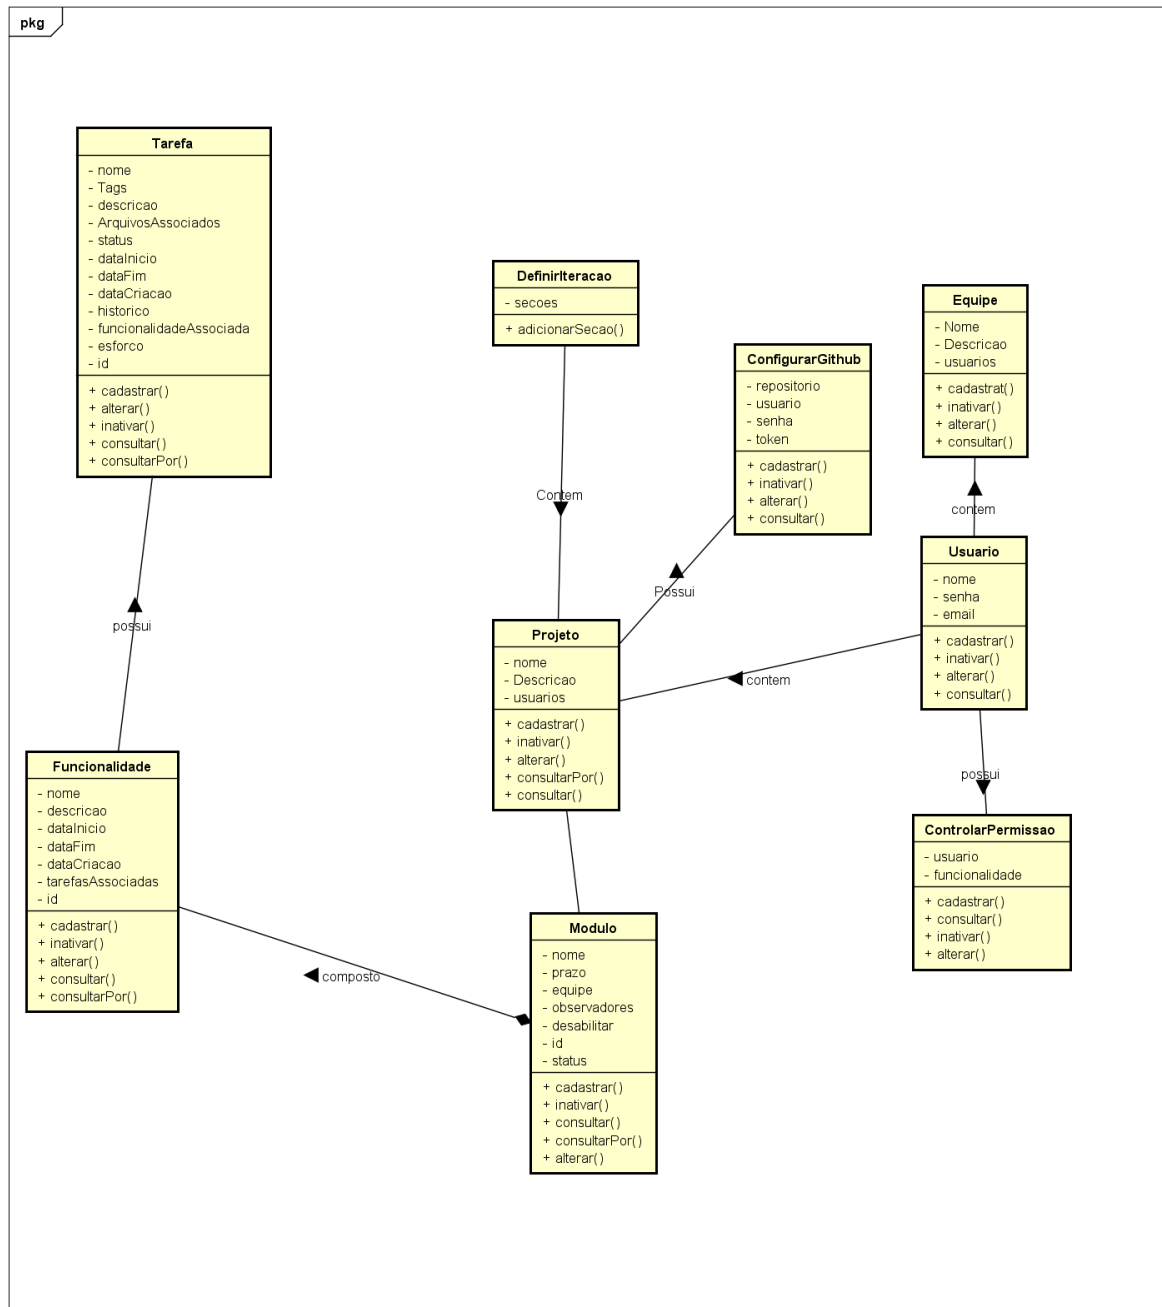 pkg
Tarefa
- nome
- Tags
- descricao
- ArquivosAssociados
- status
- dataInicio
- dataFim
- dataCriacao
- historico
- funcionalidadeAssociada
- esforco
- id
+ cadastrar()
+ alterar()
+ inativar()
+ consultar()
+ consultarPor()
DefinirIteracao
- secoes
+ adicionarSecao()
ConfigurarGithub
- repositorio
- usuario
- senha
- token
+ cadastrar()
+ inativar()
+ alterar()
+ consultar()
Equipe
- Nome
- Descricao
- usuarios
+ cadastrat()
+ inativar()
+ alterar()
+ consultar()
Contem
Possui
contem
possui
Usuario
- nome
- senha
- email
+ cadastrar()
+ inativar()
+ alterar()
+ consultar()
Projeto
- nome
- Descricao
- usuarios
+ cadastrar()
+ inativar()
+ alterar()
+ consultarPor()
+ consultar()
contem
possui
Funcionalidade
- nome
- descricao
- dataInicio
- dataFim
- dataCriacao
- tarefasAssociadas
- id
+ cadastrar()
+ inativar()
+ alterar()
+ consultar()
+ consultarPor()
ControlarPermissao
- usuario
- funcionalidade
+ cadastrar()
+ consultar()
+ inativar()
+ alterar()
composto
Modulo
- nome
- prazo
- equipe
- observadores
- desabilitar
- id
- status
+ cadastrar()
+ inativar()
+ consultar()
+ consultarPor()
+ alterar()